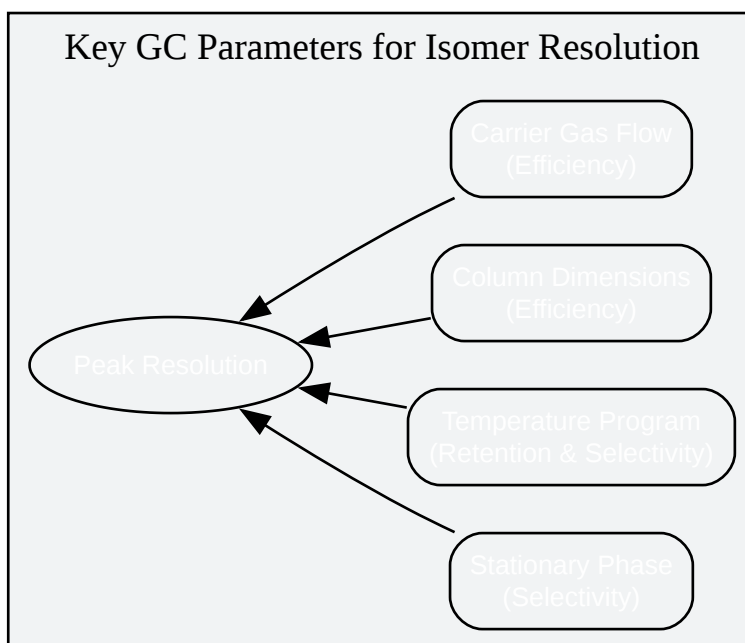 Key GC Parameters for Isomer Resolution
Carrier Gas Flow
(Efficiency)
Column Dimensions
(Efficiency)
Peak Resolution
Temperature Program
(Retention & Selectivity)
Stationary Phase
(Selectivity)